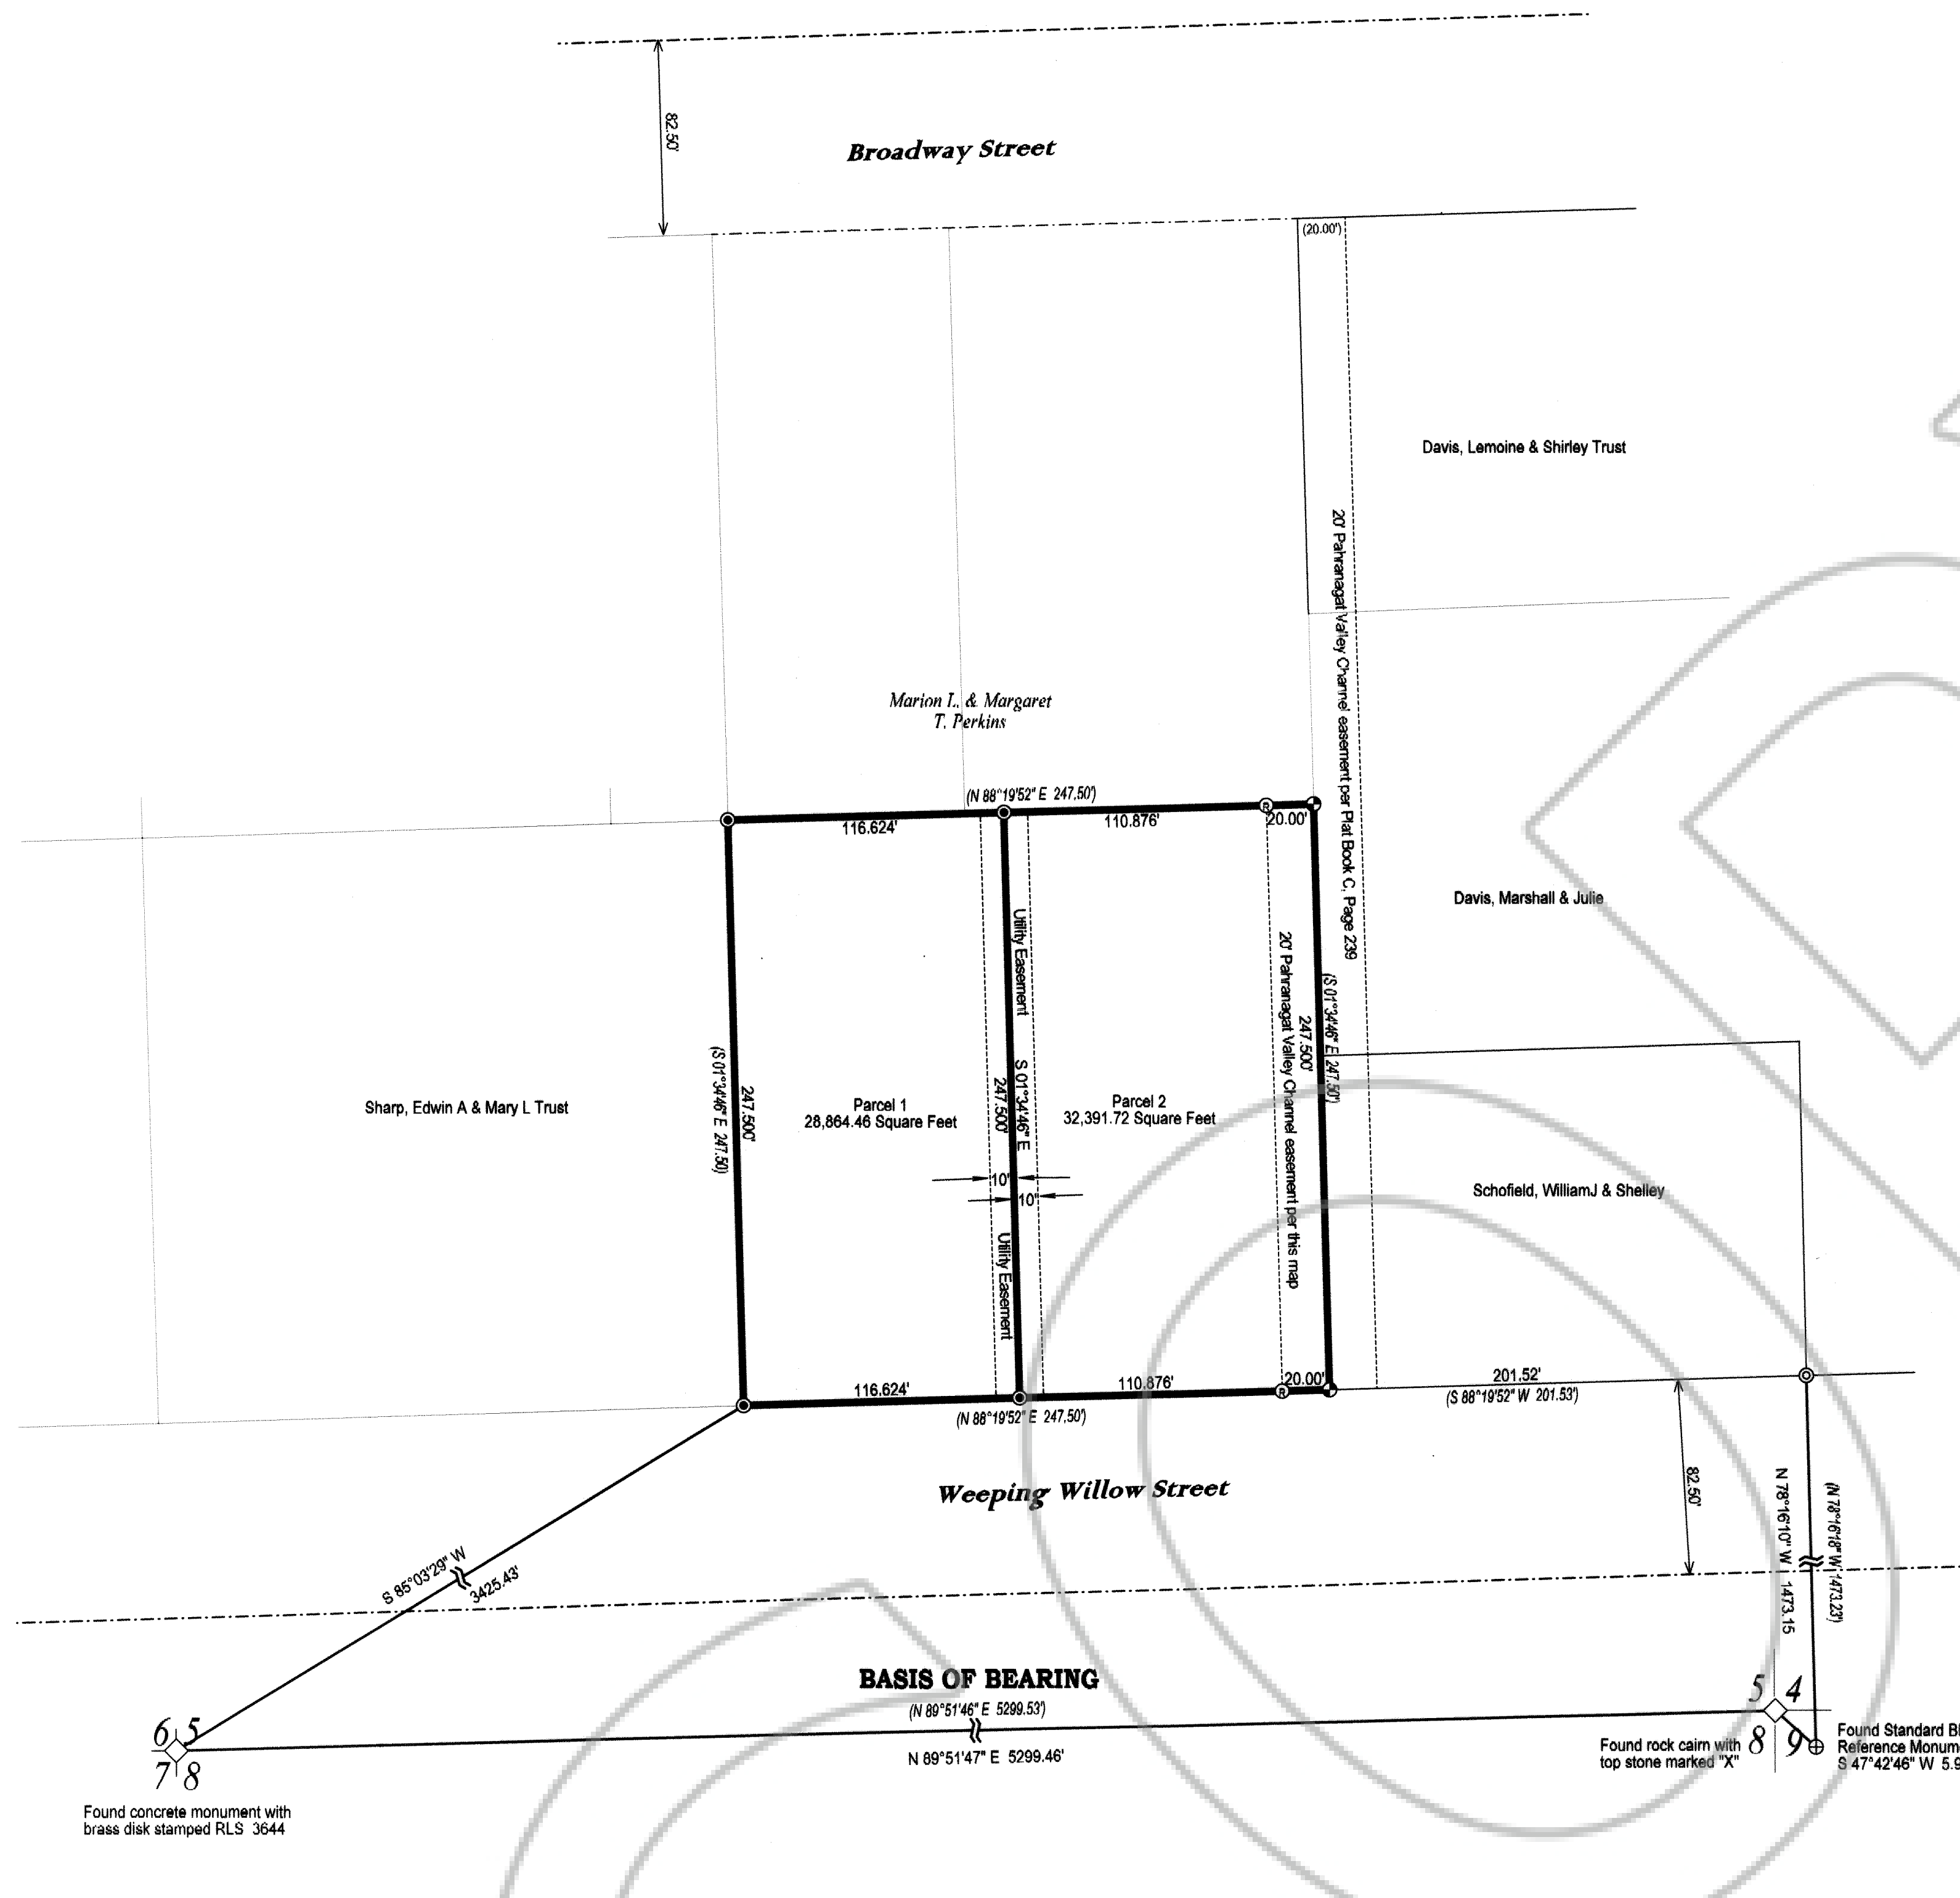 82.50'
Broadway Street
(20.00')
Davis, Lemoine & Shirley Trust
20' Pahranagat Valley Channel easement per Plat Book C, Page 239
Marion L. & Margaret
T. Perkins
(N 88°19'52" E 247.50')
116.624'
110.876'
20.00'
Davis, Marshall & Julie
Utility Easement
20' Pahranagat Valley Channel easement per this map
(S 01°34'46" E 247.50')
247.500'
Sharp, Edwin A & Mary L Trust
(S 01°34'46" E 247.50)
247.500'
Parcel 1
28,864.46 Square Feet
S 01°34'46" E
247.500'
Parcel 2
32,391.72 Square Feet
10'
10'
Schofield, WilliamJ & Shelley
Utility Easement
116.624'
110.876'
20.00'
201.52'
(N 88°19'52" E 247.50')
(S 88°19'52" W 201.53')
Weeping Willow Street
82.50'
N 78°16'10" W 1473.15
(N 78°16'18" W 1473.23')
S 85°03'29" W
3425.43'
BASIS OF BEARING
(N 89°51'46" E 5299.53')
N 89°51'47" E 5299.46'
6 5
7 8
5 4
8 9
Found rock cairn with
top stone marked "X"
Found Standard
Reference
S 47°42'46" W
Found concrete monument with
brass disk stamped RLS 3644